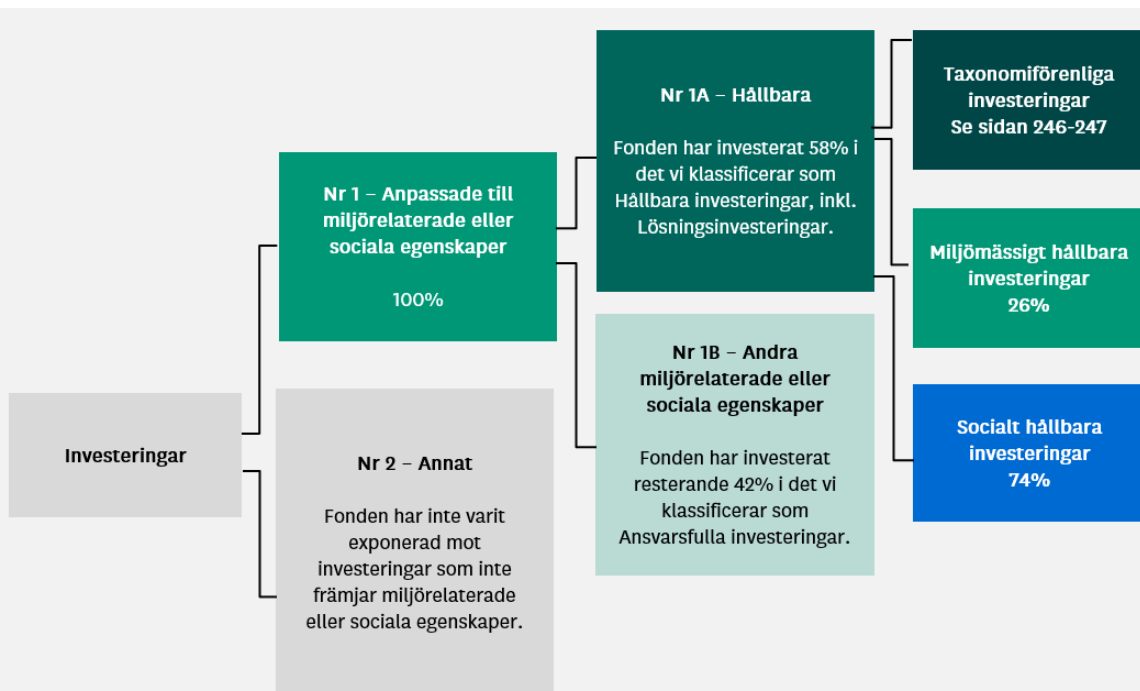 Investeringar
Nr 1 – Anpassade till
miljörelaterade eller
sociala egenskaper
100%
Nr 2 – Annat
Fonden har inte varit
exponerad mot
investeringar som inte
främjar miljörelaterade
eller sociala egenskaper.
Nr 1A – Hållbara
Fonden har investerat 58% i
det vi klassificerar som
Hållbara investeringar, inkl.
Lösningsinvesteringar.
Nr 1B – Andra
miljörelaterade eller
sociala egenskaper
Fonden har investerat
resterande 42% i det vi
klassificerar som
Ansvarsfulla investeringar.
Taxonomiförenliga
investeringar
Se sidan 246-247
Miljömässigt hållbara
investeringar
26%
Socialt hållbara
investeringar
74%